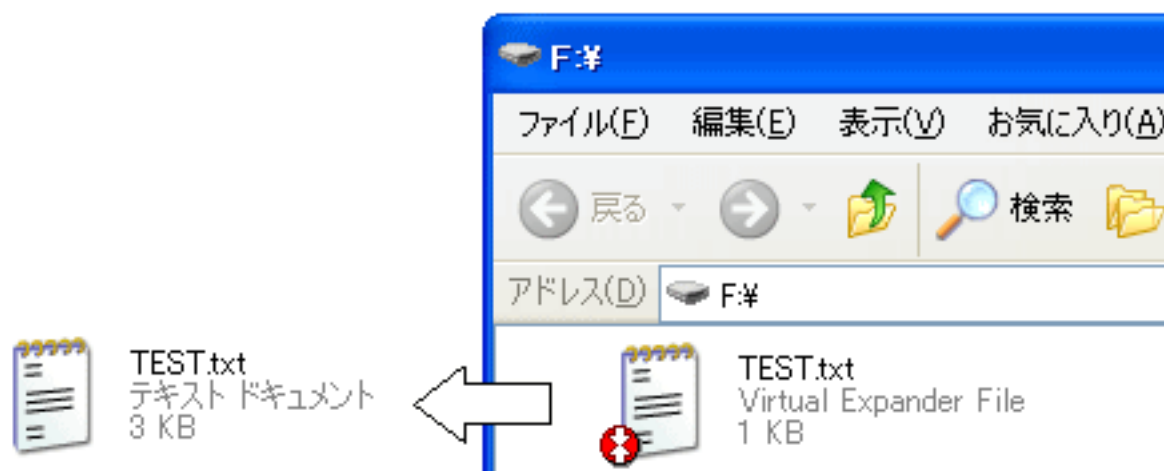 F:¥
ファイル(F) 編集(E) 表示(V) お気に入り(A)
戻る 検索
アドレス(D) F:¥
TEST.txt
テキスト ドキュメント
3 KB
TEST.txt
Virtual Expander File
1 KB